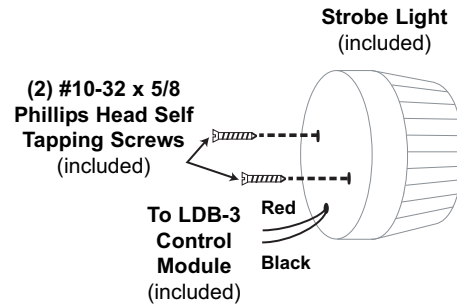 Strobe Light
(included)
(2) #10-32 x 5/8
Phillips Head Self
Tapping Screws
(included)
To LDB-3
Control
Module
(included)
Red
Black